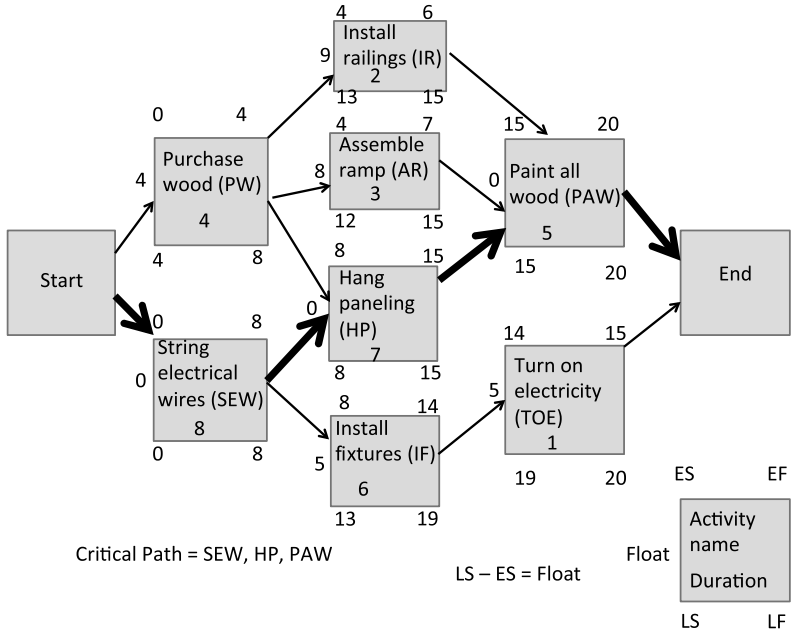 4 6
Install
9
railings (IR)
2
13 15
0 4
4 7
15 20
Assemble
Purchase
wood (PW)
8
ramp (AR)
Paint all
4
0
wood (PAW)
3
4
12 15
5
4 8
8 15
15 20
Start
Hang
paneling
End
0
(HP)
0 8
7
String
electrical
14 15
0
8 15
Turn on
wires (SEW)
5
electricity
8 14
(TOE)
8
Install
1
0 8
fixtures (IF)
5
6
19 20
ES EF
13 19
Activity
name
Critical Path = SEW, HP, PAW
Float
LS – ES = Float
Duration
LS LF